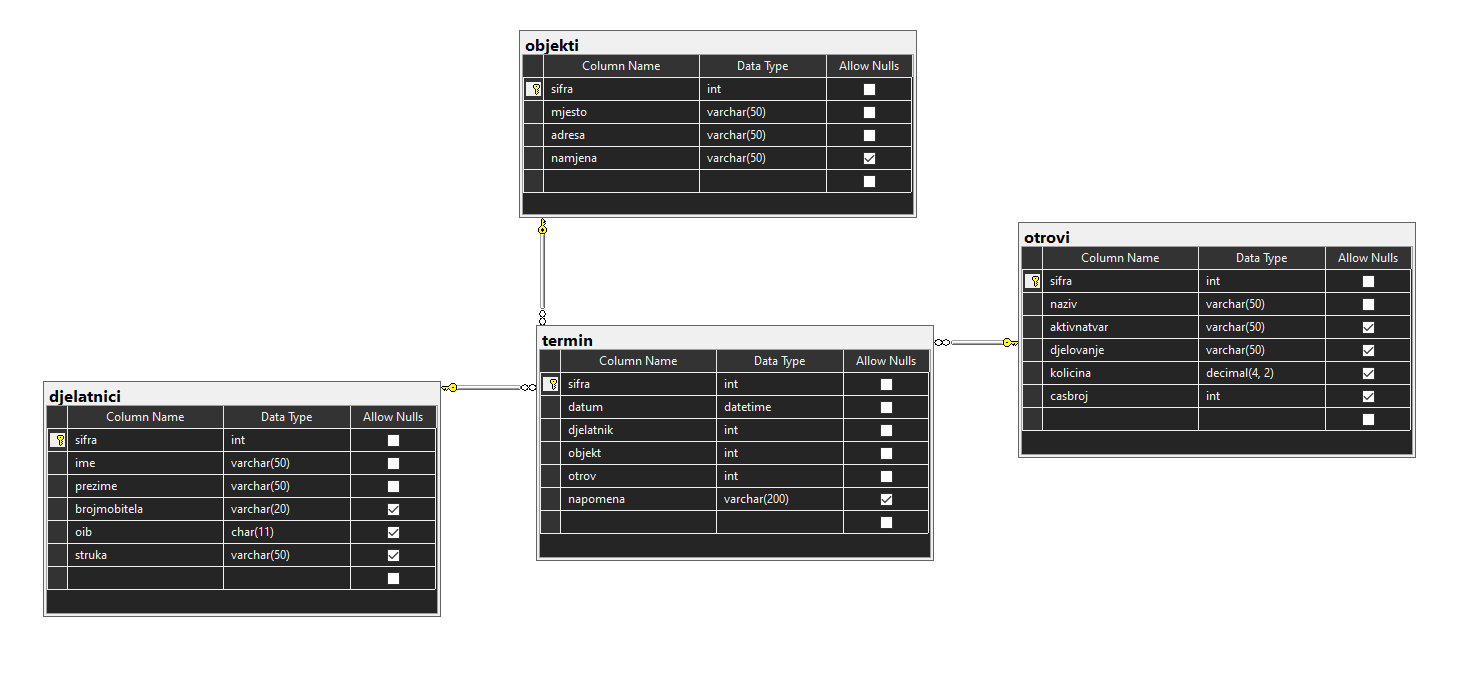 objekti
Column Name Data Type Allow Nulls
sifra int
mjesto varchar(50)
adresa varchar(50)
namjena varchar(50)
otrovi
Column Name Data Type Allow Nulls
sifra int
naziv varchar(50)
aktivnatvar varchar(50)
djelovanje varchar(50)
kolicina decimal(4, 2)
casbroj int
termin
Column Name Data Type Allow Nulls
sifra int
datum datetime
djelatnik int
objekt int
otrov int
napomena varchar(200)
djelatnici
Column Name Data Type Allow Nulls
sifra int
ime varchar(50)
prezime varchar(50)
brojmobitela varchar(20)
oib char(11)
struka varchar(50)